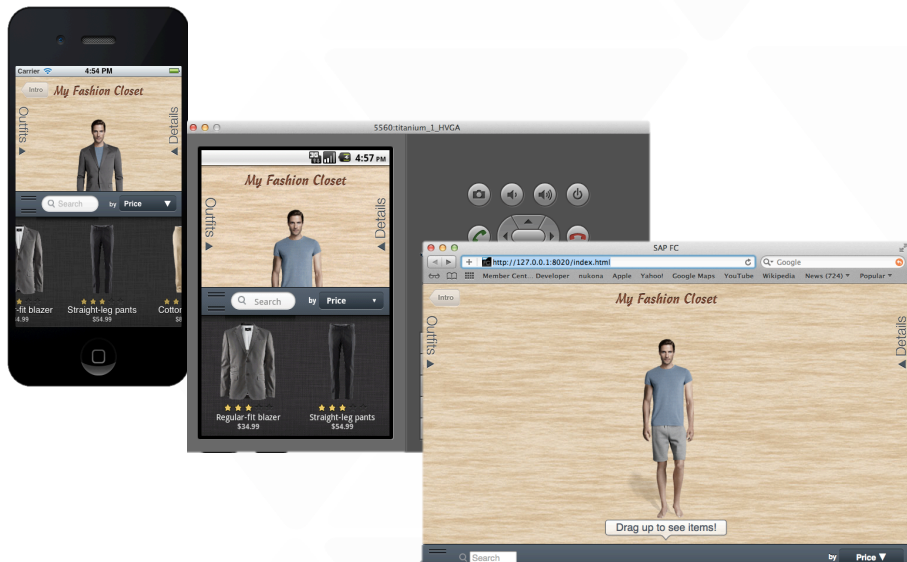 Carrier 4:54 PM
Intro My Fashion Closet
Outfits
Details
Search by Price
-fit blazer Straight-leg pants Cotton
4.99 $54.99 $
5560:titanium_1_HVGA
3G 4:57 PM
My Fashion Closet
Outfits
Details
Search by Price
Regular-fit blazer Straight-leg pants
$34.99 $54.99
SAP FC
http://127.0.0.1:8020/index.html Google
Member Cent.. Developer nukona Apple Yahoo! Google Maps YouTube Wikipedia News (724) Popular
Intro My Fashion Closet
Outfits
Details
Drag up to see items!
Search by Price